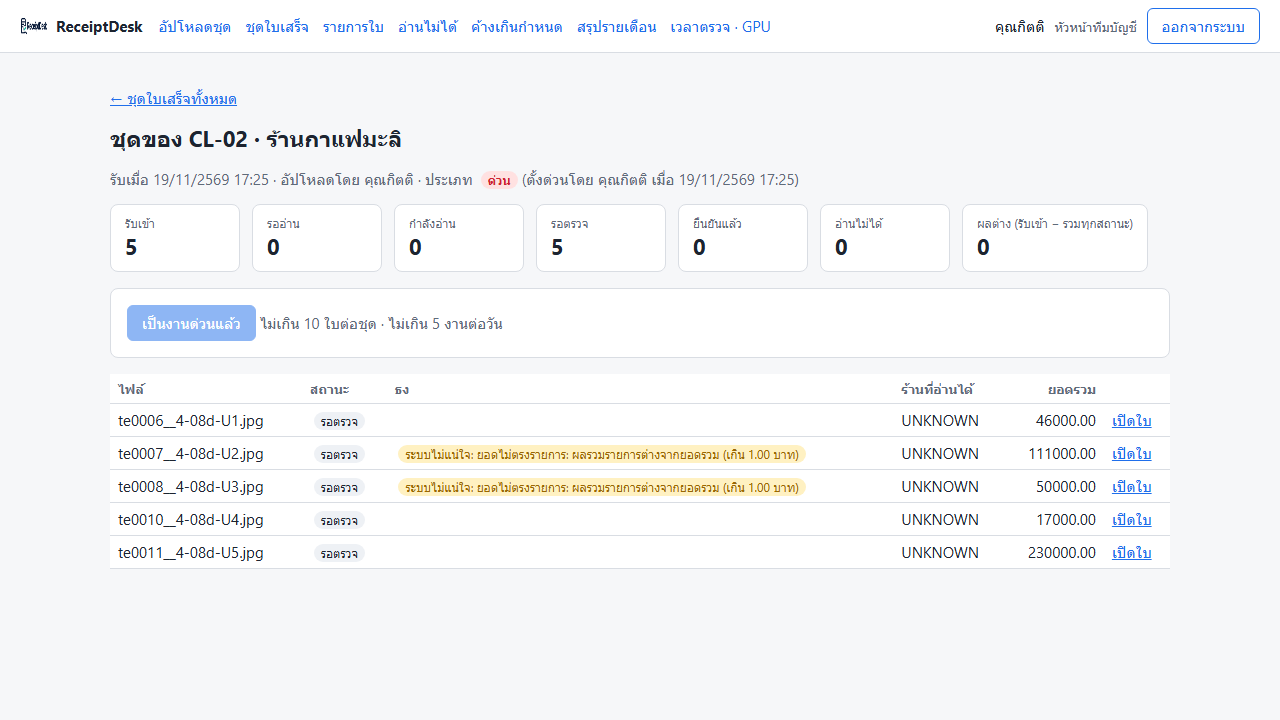 ReceiptDesk อัปโหลดชุด ชุดใบเสร็จ รายการใบ อ่านไม่ได้ ค้างเกินกำหนด สรุปรายเดือน เวลาตรวจ · GPU คุณกิตติ หัวหน้าทีมบัญชี ออกจากระบบ
← ชุดใบเสร็จทั้งหมด
ชุดของ CL-02 · ร้านกาแฟมะลิ
รับเมื่อ 19/11/2569 17:25 · อัปโหลดโดย คุณกิตติ · ประเภท ด่วน (ตั้งด่วนโดย คุณกิตติ เมื่อ 19/11/2569 17:25)
รับเข้า รออ่าน กำลังอ่าน รอตรวจ ยืนยันแล้ว อ่านไม่ได้ ผลต่าง (รับเข้า − รวมทุกสถานะ)
5 0 0 5 0 0 0
เป็นงานด่วนแล้ว ไม่เกิน 10 ใบต่อชุด · ไม่เกิน 5 งานต่อวัน
ไฟล์ สถานะ ธง ร้านที่อ่านได้ ยอดรวม
te0006__4-08d-U1.jpg รอตรวจ UNKNOWN 46000.00 เปิดใบ
te0007__4-08d-U2.jpg รอตรวจ ระบบไม่แน่ใจ: ยอดไม่ตรงรายการ: ผลรวมรายการต่างจากยอดรวม (เกิน 1.00 บาท) UNKNOWN 111000.00 เปิดใบ
te0008__4-08d-U3.jpg รอตรวจ ระบบไม่แน่ใจ: ยอดไม่ตรงรายการ: ผลรวมรายการต่างจากยอดรวม (เกิน 1.00 บาท) UNKNOWN 50000.00 เปิดใบ
te0010__4-08d-U4.jpg รอตรวจ UNKNOWN 17000.00 เปิดใบ
te0011__4-08d-U5.jpg รอตรวจ UNKNOWN 230000.00 เปิดใบ